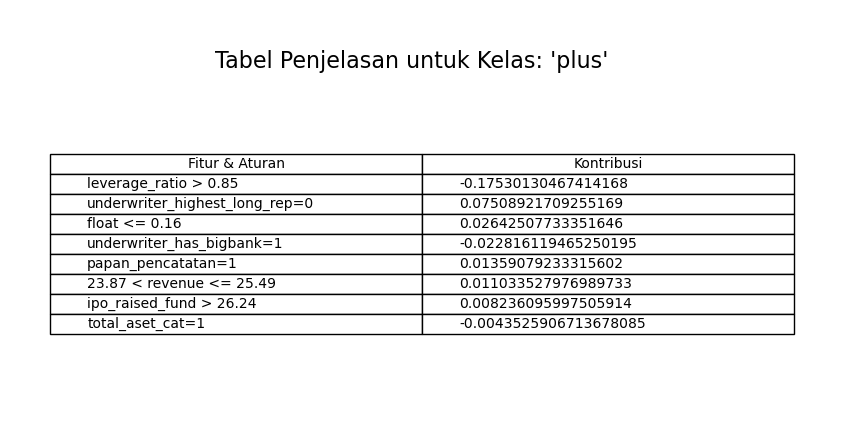 Tabel Penjelasan untuk Kelas: 'plus'
Fitur & Aturan Kontribusi
leverage_ratio > 0.85 -0.17530130467414168
underwriter_highest_long_rep=0 0.07508921709255169
float <= 0.16 0.02642507733351646
underwriter_has_bigbank=1 -0.022816119465250195
papan_pencatatan=1 0.01359079233315602
23.87 < revenue <= 25.49 0.011033527976989733
ipo_raised_fund > 26.24 0.008236095997505914
total_aset_cat=1 -0.0043525906713678085